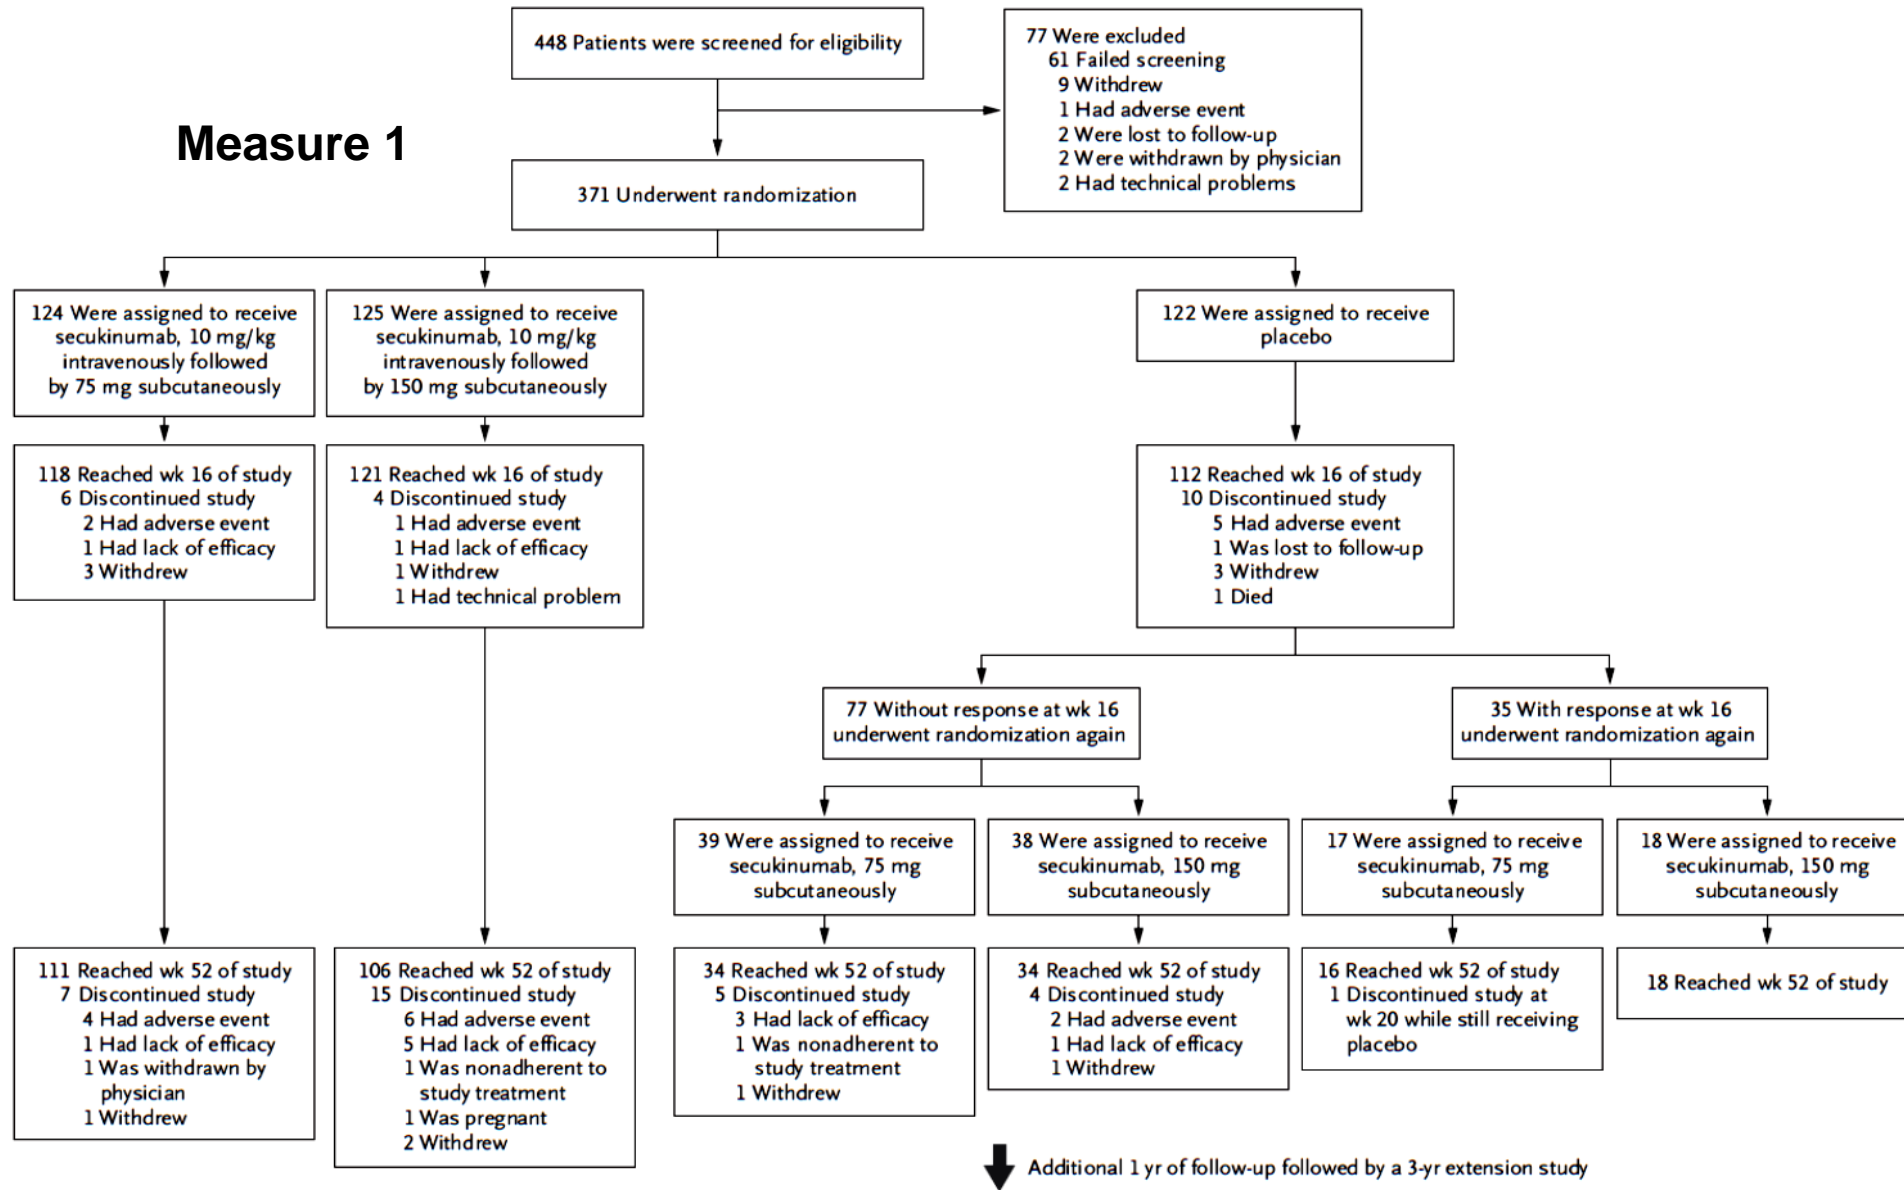 448 Patients were screened for eligibility
77 Were excluded
61 Failed screening
9 Withdrew
1 Had adverse event
2 Were lost to follow-up
2 Were withdrawn by physician
2 Had technical problems
Measure 1
371 Underwent randomization
124 Were assigned to receive
secukinumab, 10 mg/kg
intravenously followed
by 75 mg subcutaneously
125 Were assigned to receive
secukinumab, 10 mg/kg
intravenously followed
by 150 mg subcutaneously
122 Were assigned to receive
placebo
118 Reached wk 16 of study
6 Discontinued study
2 Had adverse event
1 Had lack of efficacy
3 Withdrew
121 Reached wk 16 of study
4 Discontinued study
1 Had adverse event
1 Had lack of efficacy
1 Withdrew
1 Had technical problem
112 Reached wk 16 of study
10 Discontinued study
5 Had adverse event
1 Was lost to follow-up
3 Withdrew
1 Died
77 Without response at wk 16
underwent randomization again
35 With response at wk 16
underwent randomization again
39 Were assigned to receive
secukinumab, 75 mg
subcutaneously
38 Were assigned to receive
secukinumab, 150 mg
subcutaneously
17 Were assigned to receive
secukinumab, 75 mg
subcutaneously
18 Were assigned to receive
secukinumab, 150 mg
subcutaneously
111 Reached wk 52 of study
7 Discontinued study
4 Had adverse event
1 Had lack of efficacy
1 Was withdrawn by
physician
1 Withdrew
106 Reached wk 52 of study
15 Discontinued study
6 Had adverse event
5 Had lack of efficacy
1 Was nonadherent to
study treatment
1 Was pregnant
2 Withdrew
34 Reached wk 52 of study
5 Discontinued study
3 Had lack of efficacy
1 Was nonadherent to
study treatment
1 Withdrew
34 Reached wk 52 of study
4 Discontinued study
2 Had adverse event
1 Had lack of efficacy
1 Withdrew
16 Reached wk 52 of study
1 Discontinued study at
wk 20 while still receiving
placebo
18 Reached wk 52 of study
Additional 1 yr of follow-up followed by a 3-yr extension study